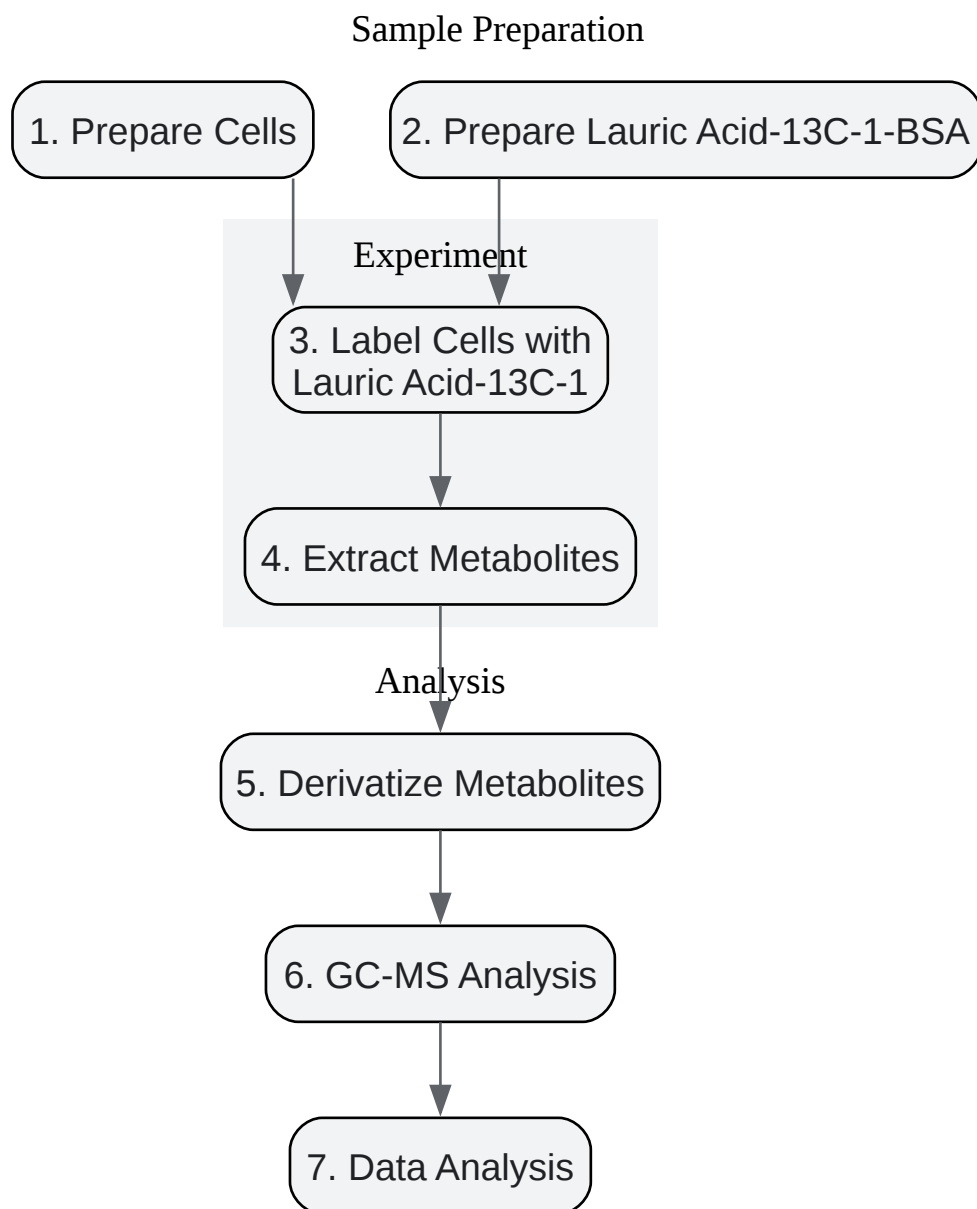 Sample Preparation
1. Prepare Cells
2. Prepare Lauric Acid-13C-1-BSA
Experiment
3. Label Cells with
Lauric Acid-13C-1
4. Extract Metabolites
Analysis
5. Derivatize Metabolites
6. GC-MS Analysis
7. Data Analysis